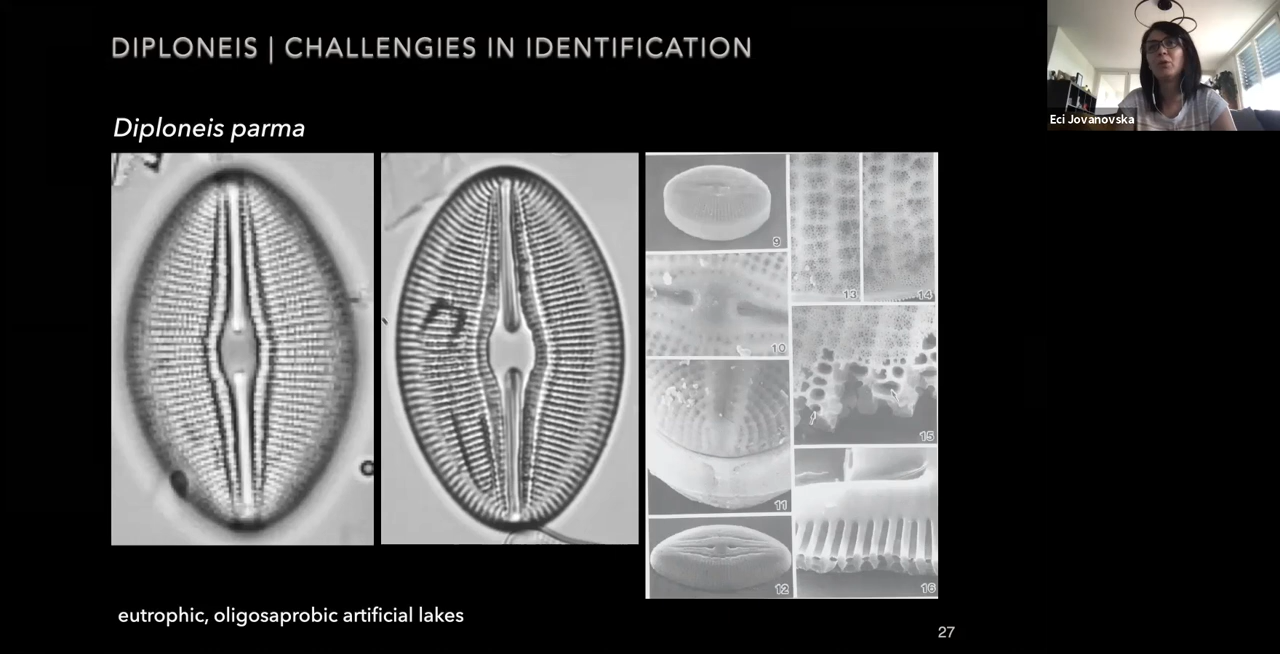 DIPLONEIS | CHALLENGIES IN IDENTIFICATION
Eci Jovanovska
Diploneis parma
9
10
11
12
13
14
15
16
eutrophic, oligosaprobic artificial lakes
27